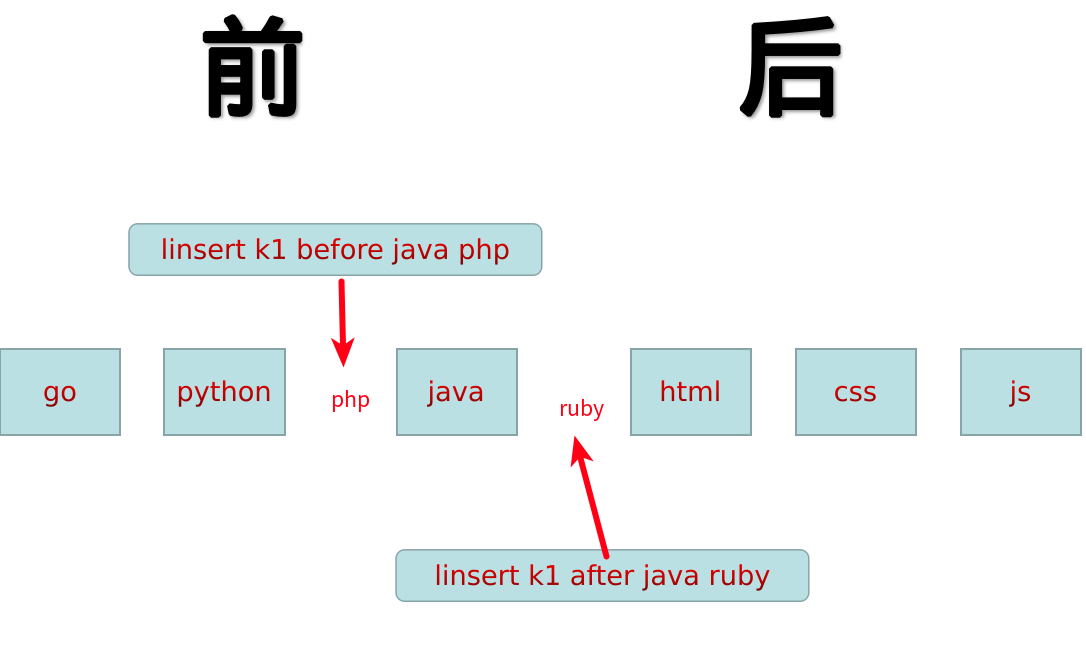 前
后
linsert k1 before java php
go
python
php
java
ruby
html
css
js
linsert k1 after java ruby